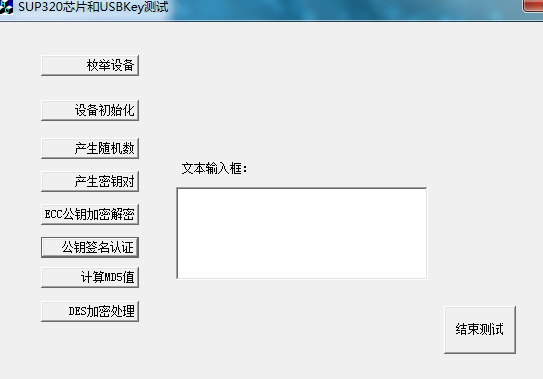 SUP320芯片和USBKey测试
枚举设备
设备初始化
产生随机数
文本输入框：
产生密钥对
ECC公钥加密解密
公钥签名认证
计算MD5值
DES加密处理
结束测试